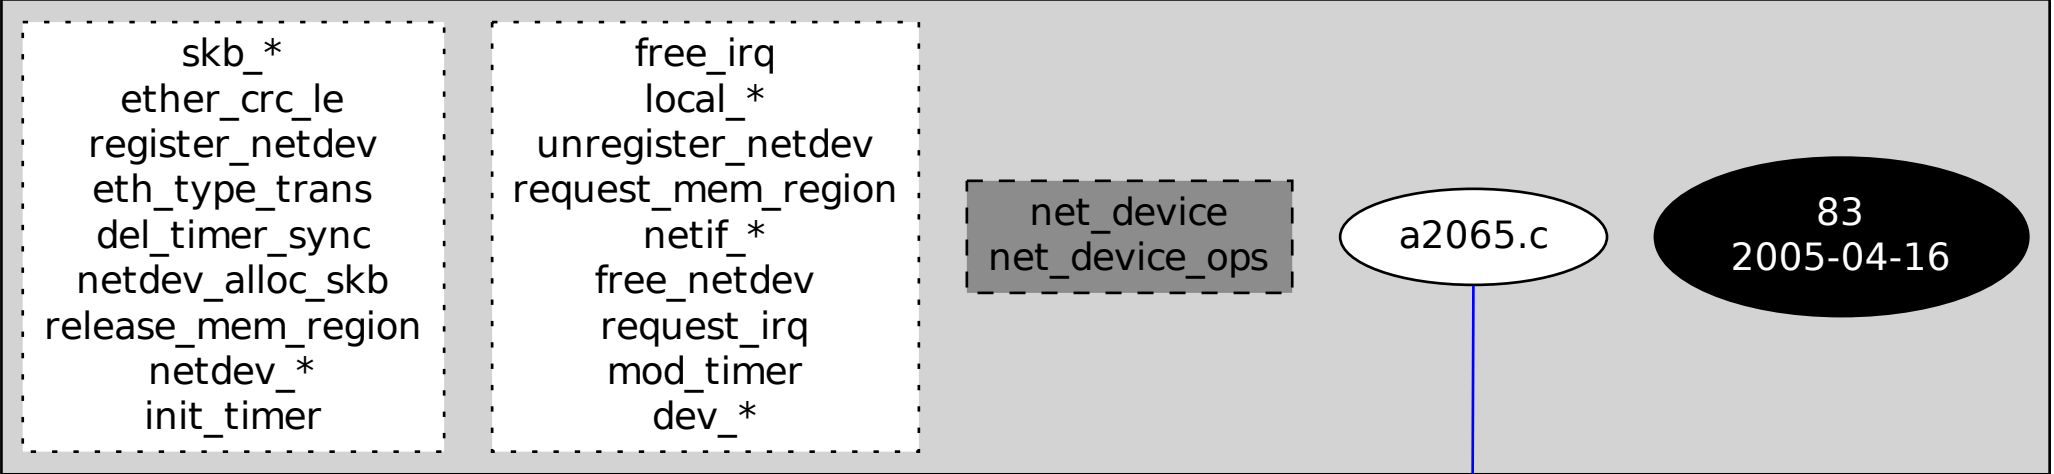 skb_*
ether_crc_le
register_netdev
eth_type_trans
del_timer_sync
netdev_alloc_skb
release_mem_region
netdev_*
init_timer
free_irq
local_*
unregister_netdev
request_mem_region
netif_*
free_netdev
request_irq
mod_timer
dev_*
net_device
net_device_ops
a2065.c
83
2005-04-16